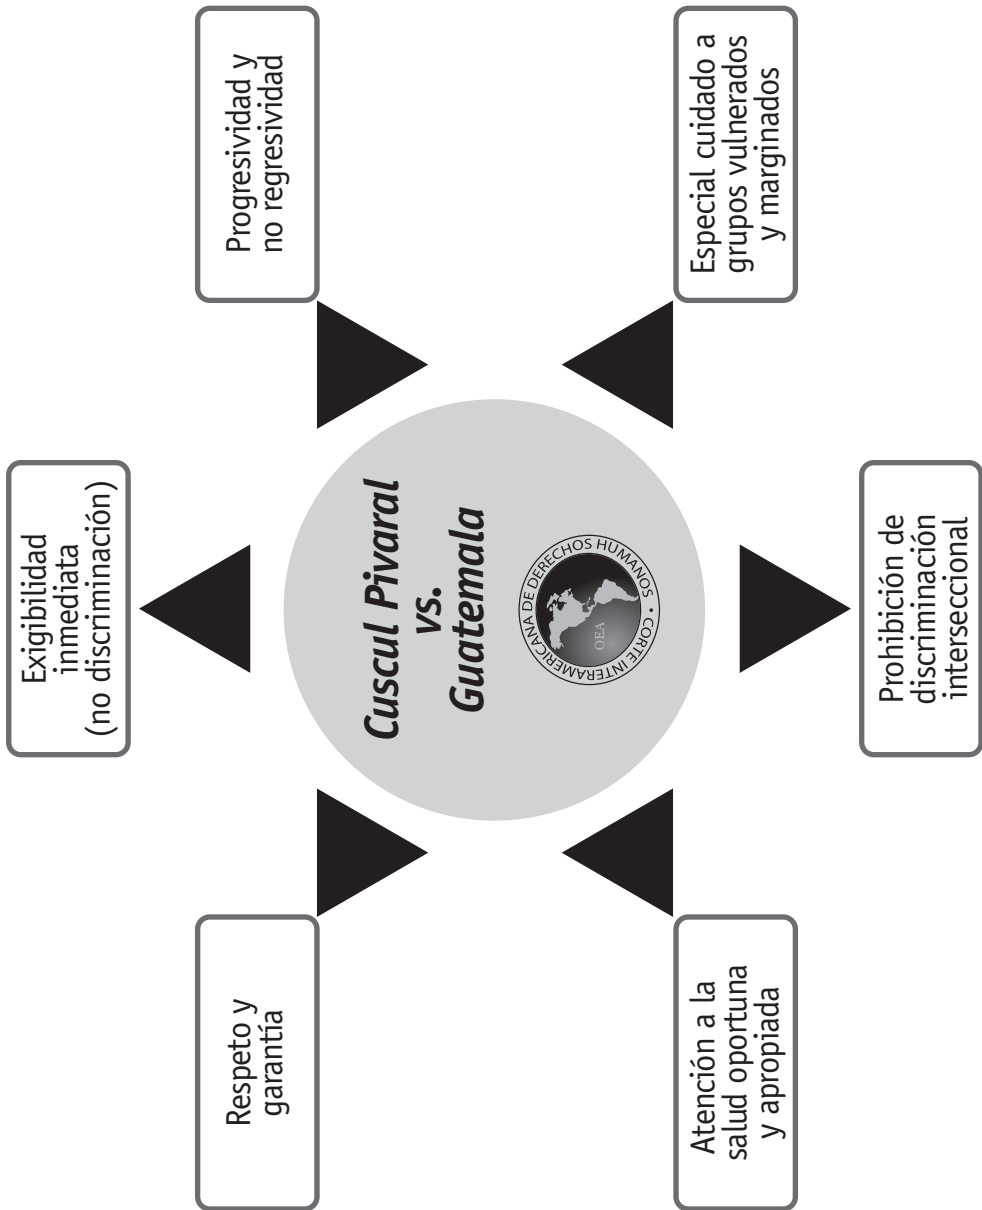 Exigibilidad
inmediata
(no discriminación)
Respeto y
garantía
Progresividad y
no regresividad
Cuscul Pivaral
vs.
Guatemala
CORTE INTERAMERICANA DE DERECHOS HUMANOS •
OEA
Atención a la
salud oportuna
y apropiada
Especial cuidado a
grupos vulnerados
y marginados
Prohibición de
discriminación
interseccional